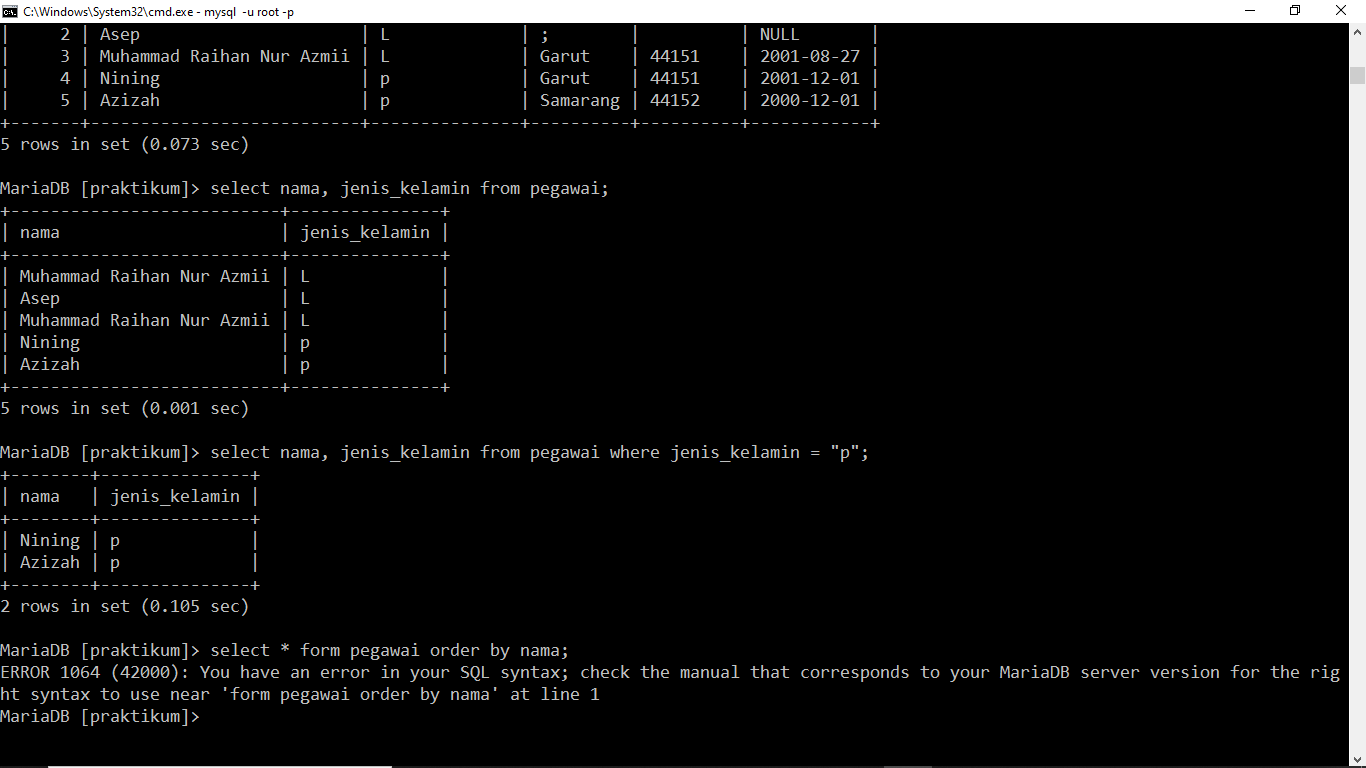 C:\Windows\System32\cmd.exe - mysql  -u root -p
|     2 | Asep                      | L             | ;        |          | NULL       |
|     3 | Muhammad Raihan Nur Azmii | L             | Garut    | 44151    | 2001-08-27 |
|     4 | Nining                    | p             | Garut    | 44151    | 2001-12-01 |
|     5 | Azizah                    | p             | Samarang | 44152    | 2000-12-01 |
+-------+---------------------------+---------------+----------+----------+------------+
5 rows in set (0.073 sec)
MariaDB [praktikum]> select nama, jenis_kelamin from pegawai;
+---------------------------+---------------+
| nama                      | jenis_kelamin |
+---------------------------+---------------+
| Muhammad Raihan Nur Azmii | L             |
| Asep                      | L             |
| Muhammad Raihan Nur Azmii | L             |
| Nining                    | p             |
| Azizah                    | p             |
+---------------------------+---------------+
5 rows in set (0.001 sec)
MariaDB [praktikum]> select nama, jenis_kelamin from pegawai where jenis_kelamin = "p";
+--------+---------------+
| nama   | jenis_kelamin |
+--------+---------------+
| Nining | p             |
| Azizah | p             |
+--------+---------------+
2 rows in set (0.105 sec)
MariaDB [praktikum]> select * form pegawai order by nama;
ERROR 1064 (42000): You have an error in your SQL syntax; check the manual that corresponds to your MariaDB server version for the rig
ht syntax to use near 'form pegawai order by nama' at line 1
MariaDB [praktikum]>